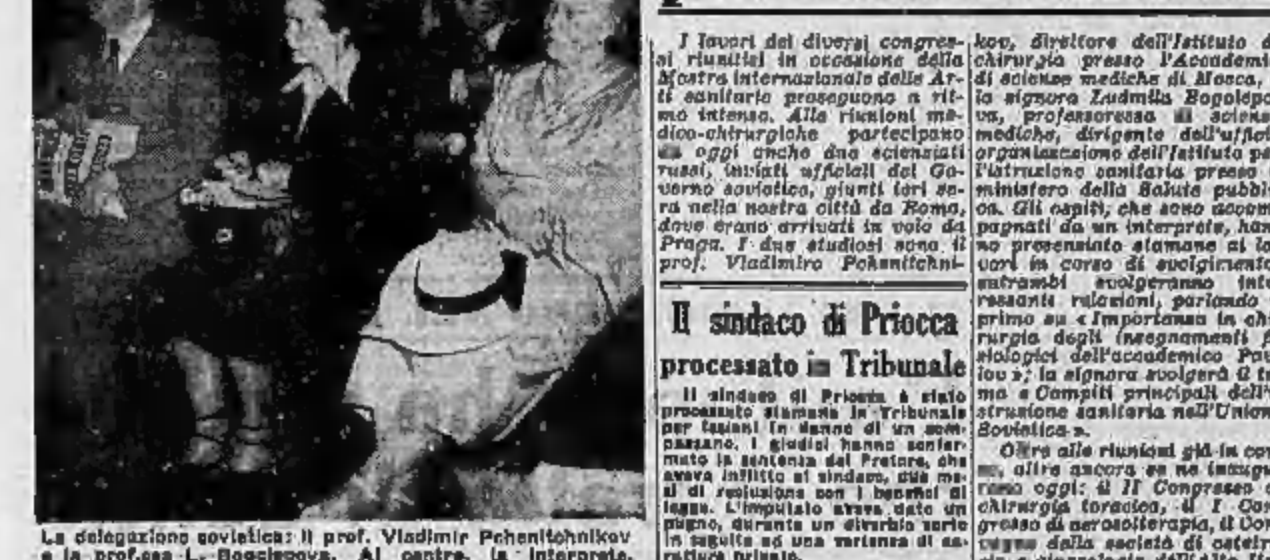 La delegazione sovietica: il prof. Vladimir Pchenitchnikov
e la prof.ssa L. Al centro, la interprete.
I lavori dei diversi congres-
si riunitisi in occasione della
Mostra internazionale delle Ar-
ti sanitarie proseguono a rit-
mo intenso. Alle riunioni me-
dico-chirurgiche partecipano
da oggi anche due scienziati
russi, inviati ufficiali del Go-
verno sovietico, giunti ieri se-
ra nella nostra città da Roma,
dove erano arrivati in volo da
Praga. I due studiosi sono il
prof. Vladimiro Pchenitchni-
Il sindaco di Priocca
processato in Tribunale
Il sindaco di Priocca è stato
processato stamane in Tribunale
per lesioni in danno di un com-
paesano. I giudici hanno confer-
mato la sentenza del Pretore, che
aveva inflitto al sindaco, due me-
si di reclusione con i benefici di
legge. L'imputato aveva dato un
pugno, durante un diverbio sorto
in seguito ad una vertenza di
privato.
kov, direttore dell'Istituto d
chirurgia presso l'Accademi
di scienze mediche di Mosca,
la signora Ludmilla Bogolepo
va, professoressa di scienz
mediche, dirigente dell'uffici
organizzazione dell'Istituto pe
l'istruzione sanitaria presso
ministero della Salute pubbli
ca. Gli ospiti, che sono accom
pagnati da un interprete, han
no presenziato stamane ai la
vori in corso di svolgimento
entrambi svolgeranno inte
ressanti relazioni, parlando
primo su « Importanza in chi
rurgia degli insegnamenti f
siologici dell'accademico Pav
lov »; la signora svolgerà il te
ma « Compiti principali dell'i
struzione sanitaria nell'Union
Sovietica ».
Oltre alle riunioni già in cor
so, altre ancora se ne inaugu
rano oggi: il II Congresso
chirurgia toracica, il I Con
gresso di aerosolterapia, il Con
vegno della società di ostetri